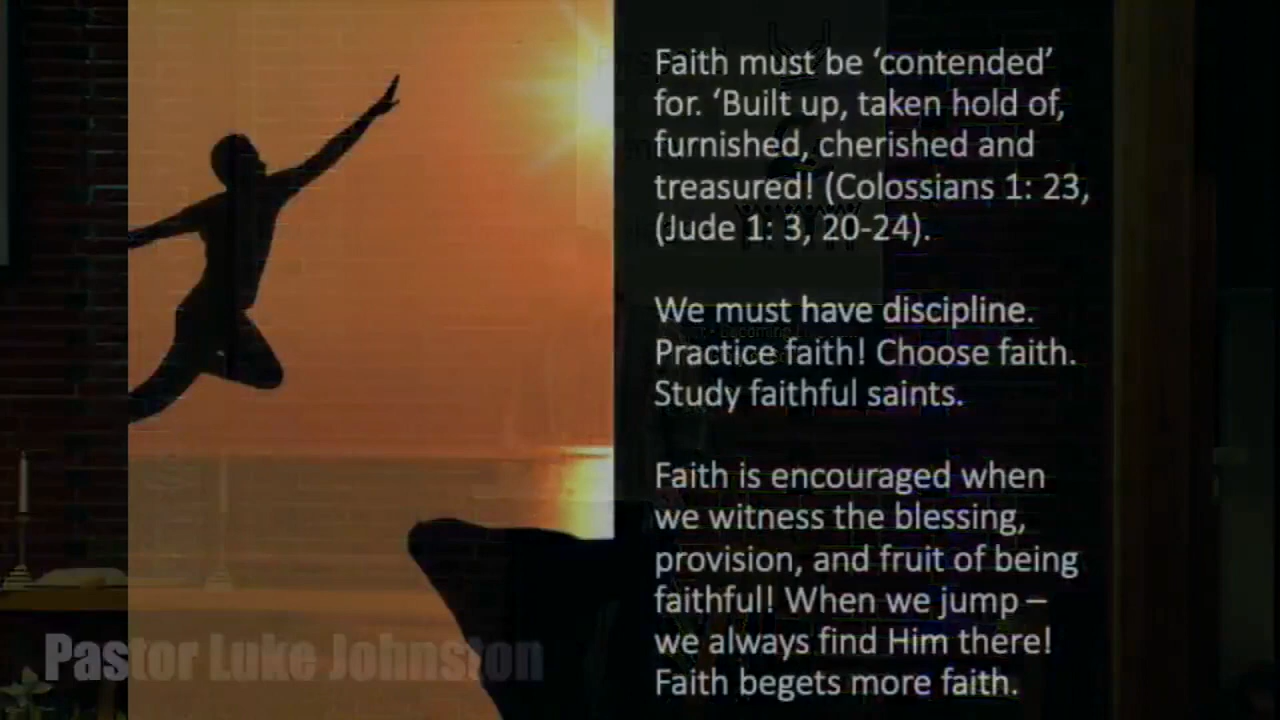 Faith must be ‘contended’
for. ‘Built up, taken hold of,
furnished, cherished and
treasured! (Colossians 1: 23,
(Jude 1: 3, 20-24).
We must have discipline.
Practice faith! Choose faith.
Study faithful saints.
Faith is encouraged when
we witness the blessing,
provision, and fruit of being
faithful! When we jump –
we always find Him there!
Faith begets more faith.
Pastor Luke Johnston